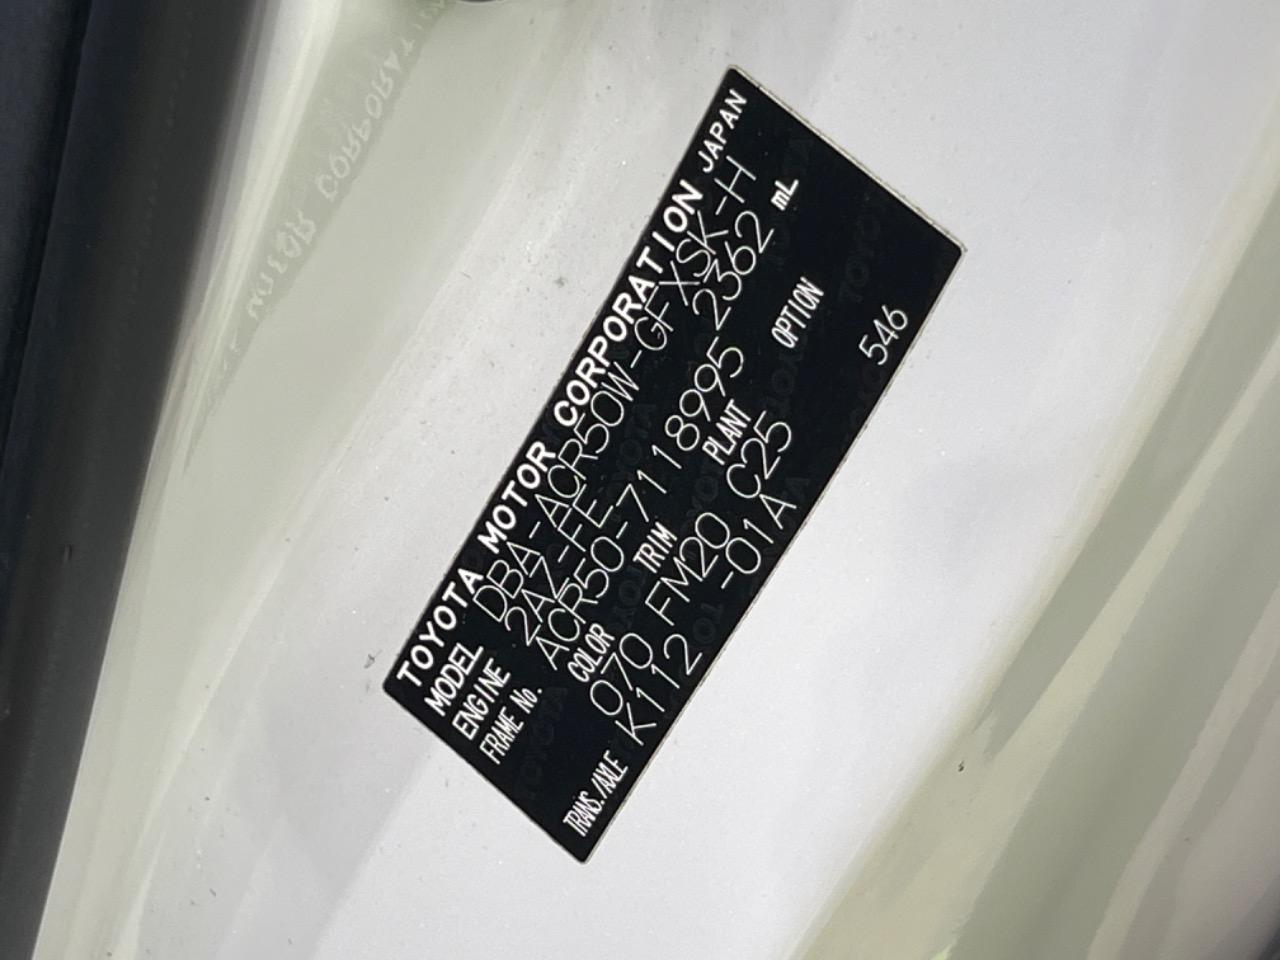 TOYOTA MOTOR CORPORATION JAPAN
MODEL DBA-ACR50W-GFXSK-H
ENGINE 2AZ-FE 2362 mL
FRAME No. ACR50-7118995
COLOR TRIM PLANT OPTION
070 FM20 C25 546
TRANS./AXLE K112 -01A